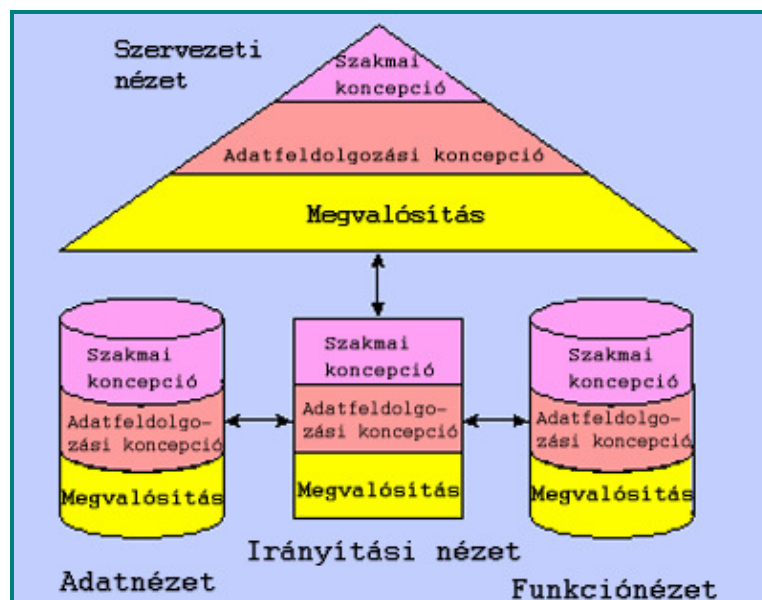 Szervezeti
nézet
Szakmai
koncepció
Adatfeldolgozási koncepció
Megvalósítás
Szakmai
koncepció
Adatfeldolgo-
zási koncepció
Megvalósítás
Adatnézet
Szakmai
koncepció
Adatfeldolgo-
zási koncepció
Megvalósítás
Irányítási nézet
Szakmai
koncepció
Adatfeldolgo-
zási koncepció
Megvalósítás
Funkciónézet